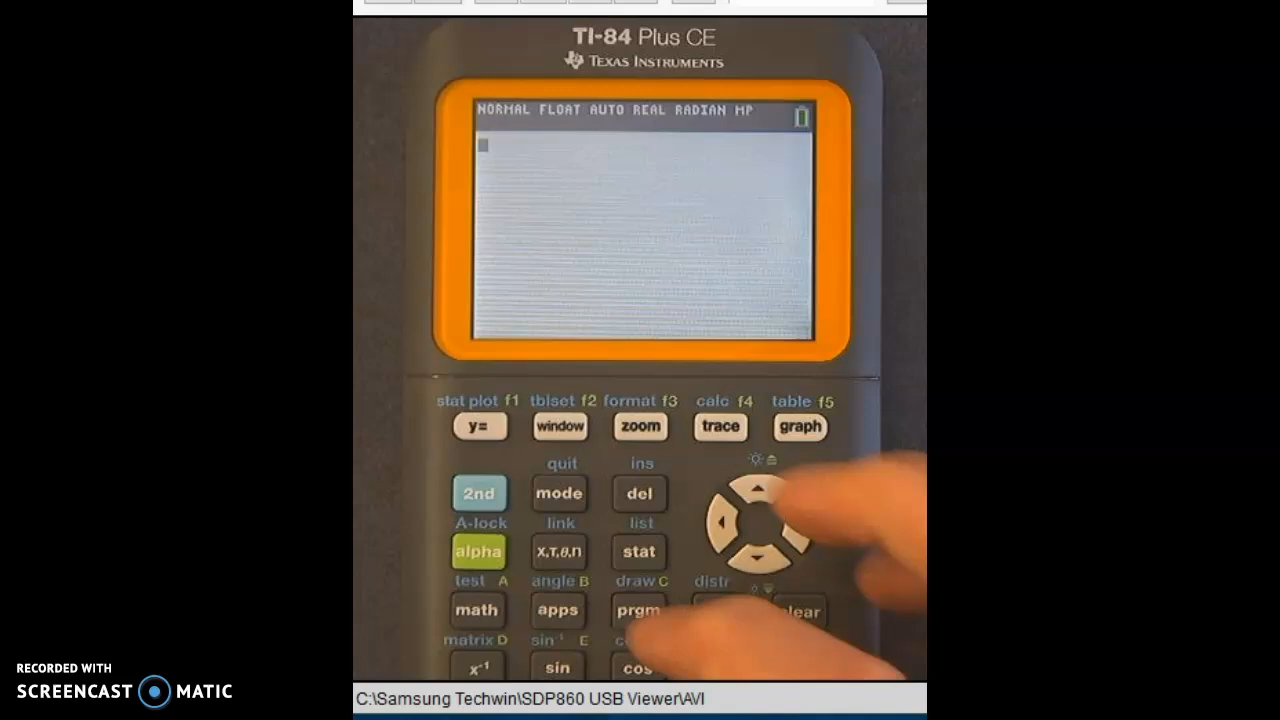 TI-84 Plus CE
TEXAS INSTRUMENTS
NORMAL FLOAT AUTO REAL RADIAN MP
stat plot f1 tblset f2 format f3 calc f4 table f5
y= window zoom trace graph
quit ins
2nd mode del
A-lock link list
alpha X,T,θ,n stat
test A angle B draw C distr
math apps prgm clear
matrix D sin⁻¹ E
x⁻¹ sin cos
RECORDED WITH
SCREENCAST MATIC
C:\Samsung Techwin\SDP860 USB Viewer\AVI